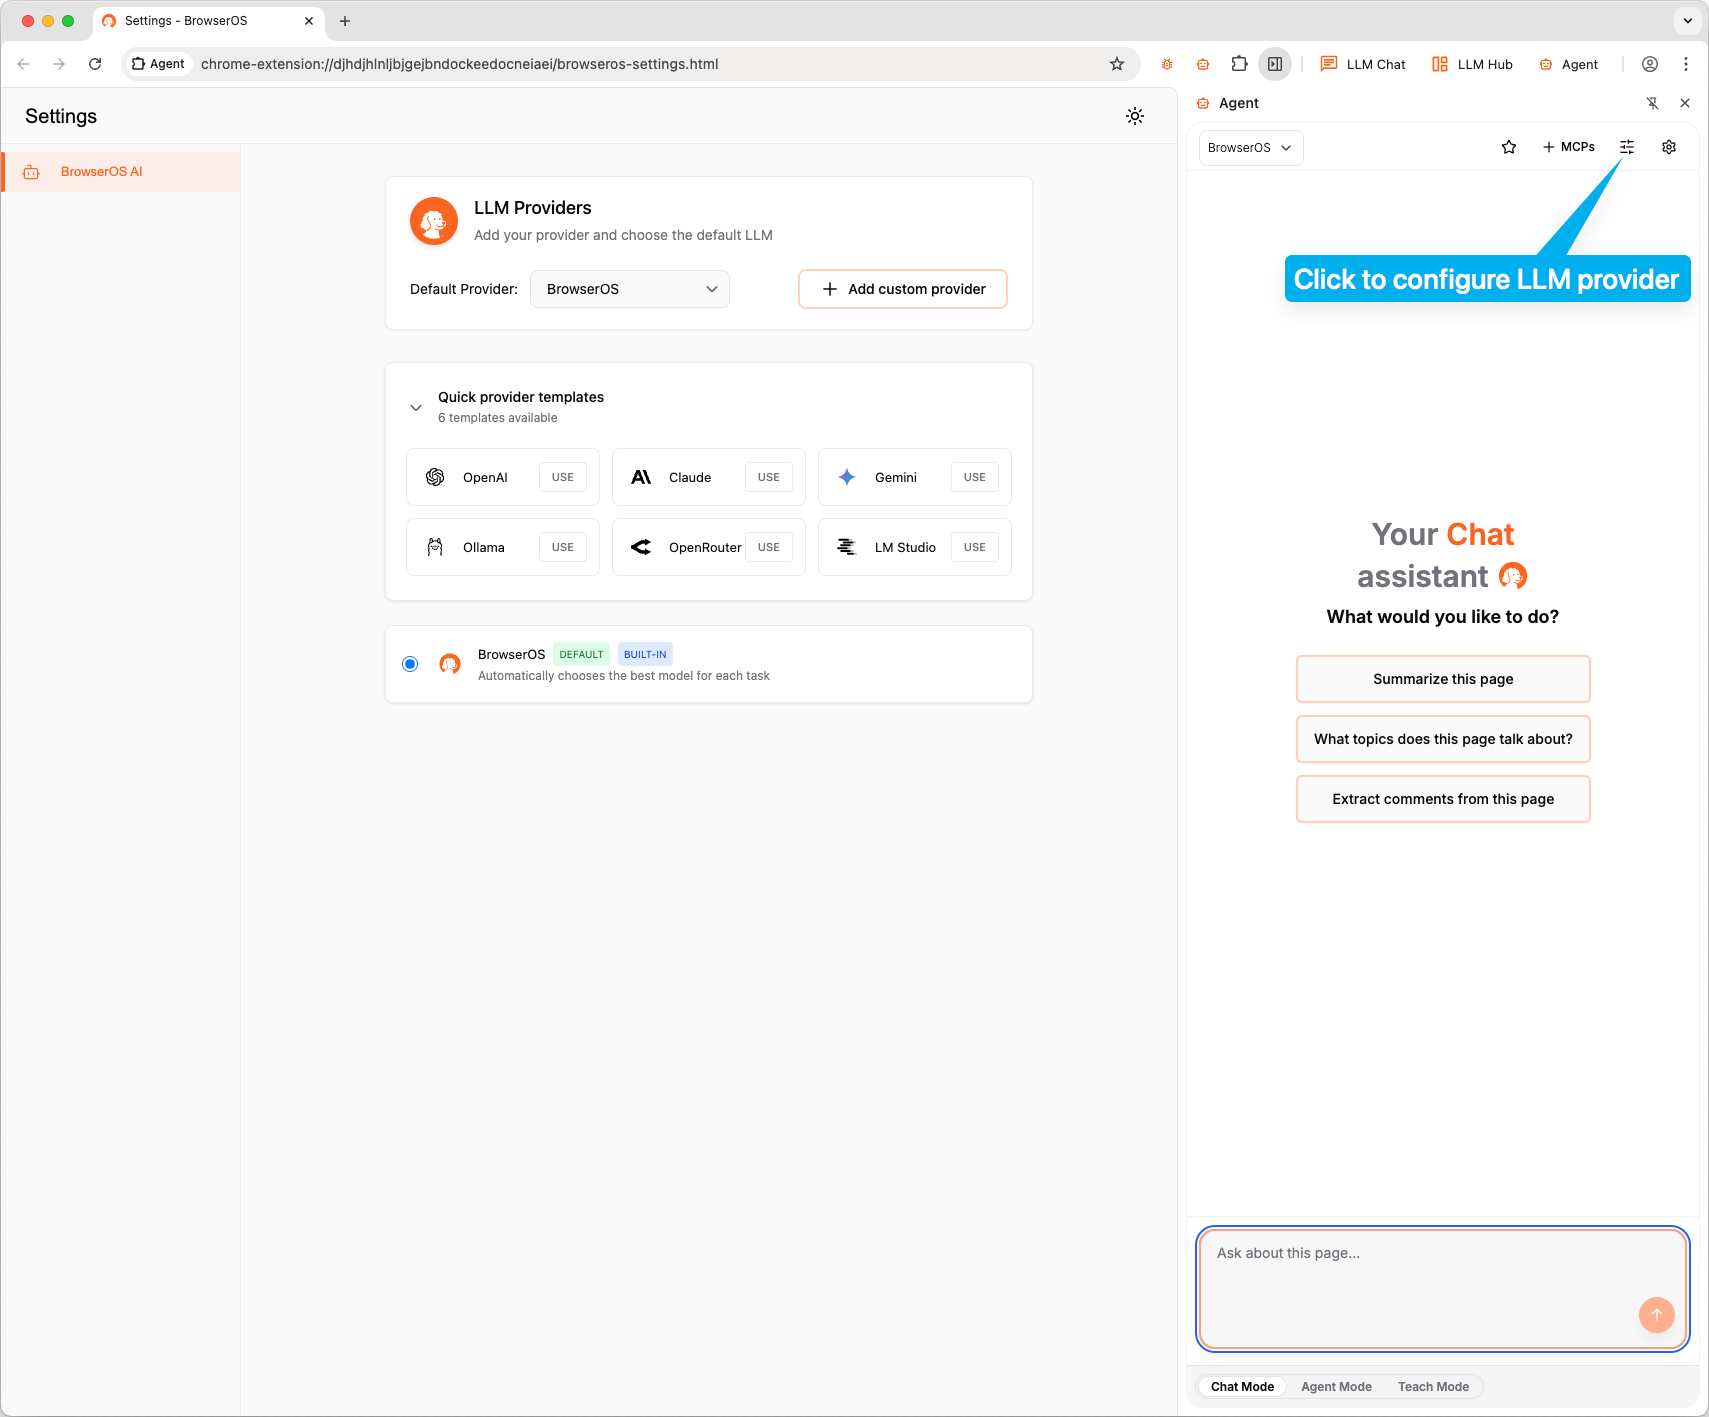 Settings - BrowserOS
Agent
chrome-extension://djhdjhlnljbjgejbndockeedocneiaei/browseros-settings.html
LLM Chat
LLM Hub
Agent
Settings
BrowserOS AI
LLM Providers
Add your provider and choose the default LLM
Default Provider:
BrowserOS
Add custom provider
Quick provider templates
6 templates available
OpenAI
USE
Claude
USE
Gemini
USE
Ollama
USE
OpenRouter
USE
LM Studio
USE
BrowserOS
DEFAULT
BUILT-IN
Automatically chooses the best model for each task
Agent
BrowserOS
MCPs
Click to configure LLM provider
Your Chat
assistant
What would you like to do?
Summarize this page
What topics does this page talk about?
Extract comments from this page
Ask about this page...
Chat Mode
Agent Mode
Teach Mode